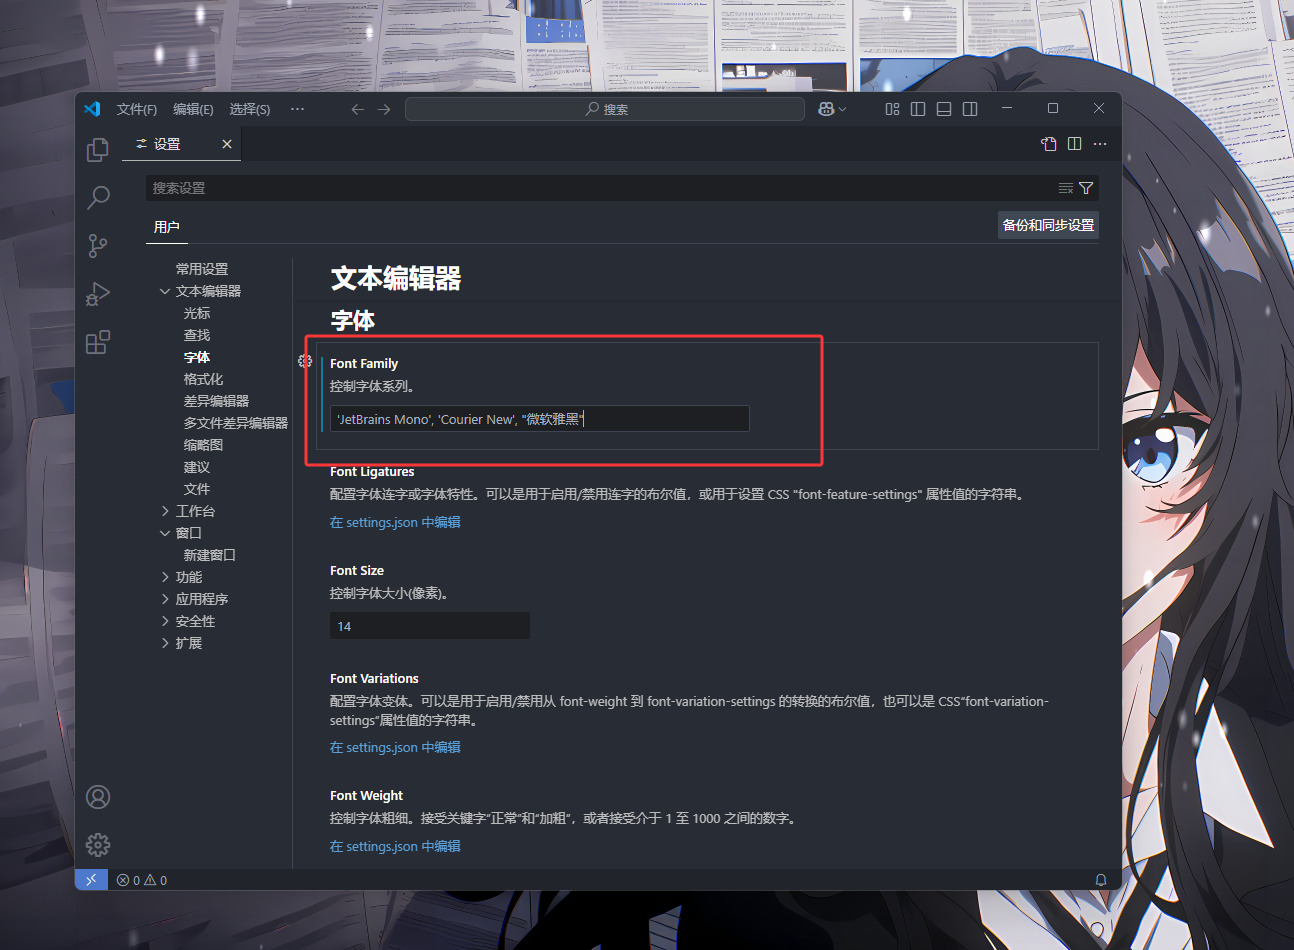 文件(F) 编辑(E) 选择(S) ··· 搜索
设置
搜索设置
用户
备份和同步设置
常用设置
文本编辑器
光标
查找
字体
格式化
差异编辑器
多文件差异编辑器
缩略图
建议
文件
工作台
窗口
新建窗口
功能
应用程序
安全性
扩展
文本编辑器
字体
Font Family
控制字体系列。
'JetBrains Mono', 'Courier New', "微软雅黑"
Font Ligatures
配置字体连字或字体特性。可以是用于启用/禁用连字的布尔值，或用于设置 CSS "font-feature-settings" 属性值的字符串。
在 settings.json 中编辑
Font Size
控制字体大小(像素)。
14
Font Variations
配置字体变体。可以是用于启用/禁用从 font-weight 到 font-variation-settings 的转换的布尔值，也可以是 CSS"font-variation-
settings"属性值的字符串。
在 settings.json 中编辑
Font Weight
控制字体粗细。接受关键字"正常"和"加粗"，或者接受介于 1 至 1000 之间的数字。
在 settings.json 中编辑
0 0